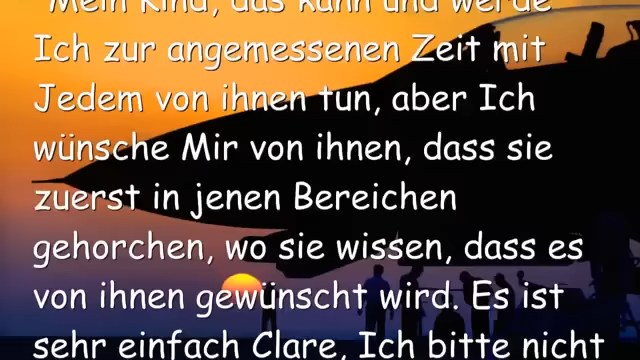 "Mein Kind, das kann und werde
Ich zur angemessenen Zeit mit
Jedem von ihnen tun, aber Ich
wünsche Mir von ihnen, dass sie
zuerst in jenen Bereichen
gehorchen, wo sie wissen, dass es
von ihnen gewünscht wird. Es ist
sehr einfach Clare, Ich bitte nicht